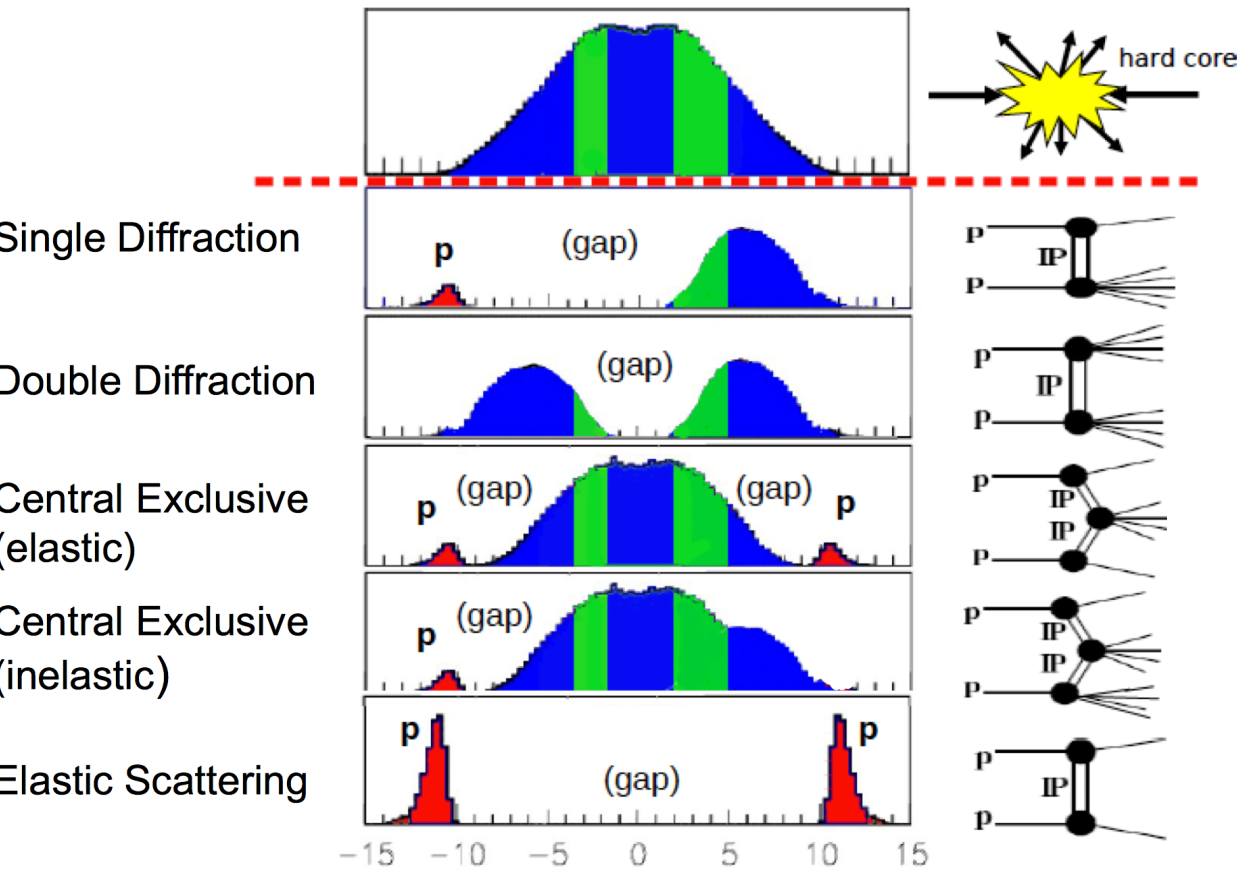 hard core
Single Diffraction
p
(gap)
p
IP
p
Double Diffraction
(gap)
p
IP
p
Central Exclusive
(elastic)
p
(gap)
(gap)
p
p
IP
IP
p
Central Exclusive
(inelastic)
p
(gap)
p
IP
IP
p
Elastic Scattering
p
(gap)
p
p
IP
p
−15 −10 −5 0 5 10 15